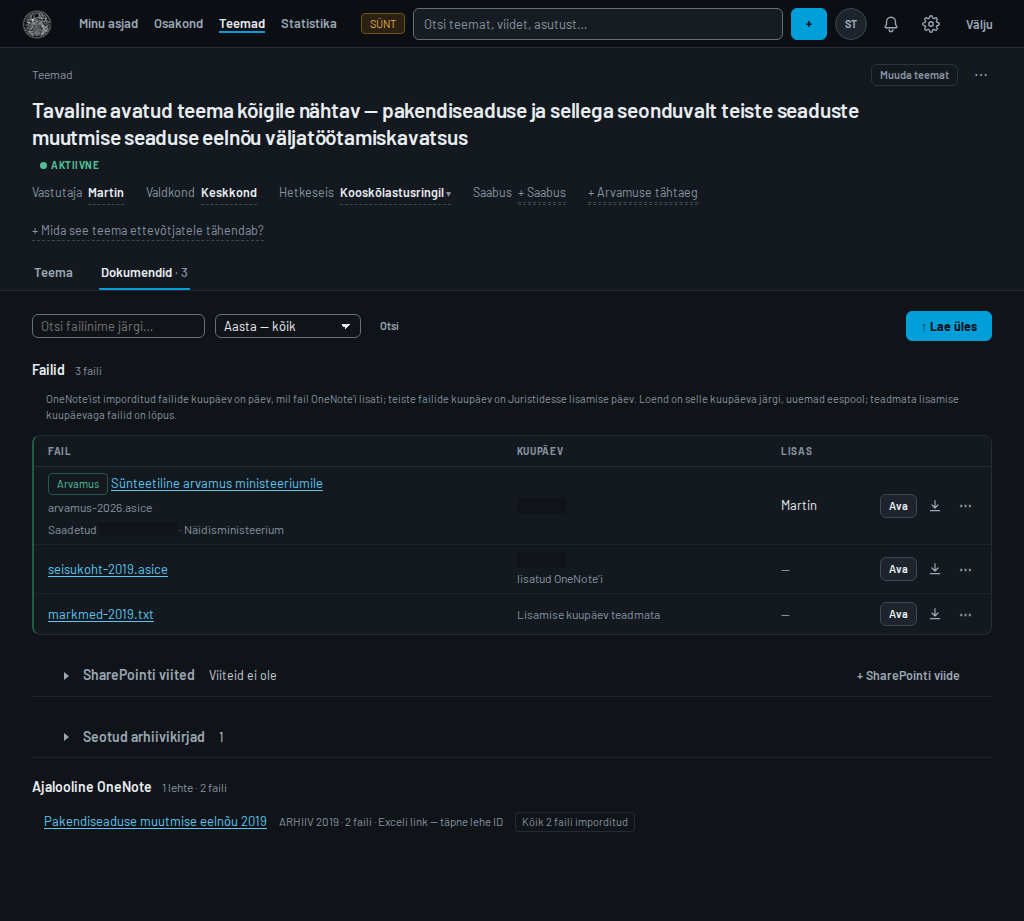 Minu asjad Osakond Teemad Statistika SÜNT Otsi teemat, viidet, asutust... + ST Välju
Teemad Muuda teemat ...
Tavaline avatud teema kõigile nähtav — pakendiseaduse ja sellega seonduvalt teiste seaduste
muutmise seaduse eelnõu väljatöötamiskavatsus
AKTIIVNE
Vastutaja Martin Valdkond Keskkond Hetkeseis Kooskõlastusringil ▾ Saabus + Saabus + Arvamuse tähtaeg
+ Mida see teema ettevõtjatele tähendab?
Teema Dokumendid · 3
Otsi failinime järgi... Aasta — kõik Otsi ↑ Lae üles
Failid 3 faili
OneNote'ist imporditud failide kuupäev on päev, mil fail OneNote'i lisati; teiste failide kuupäev on Juristidesse lisamise päev. Loend on selle kuupäeva järgi, uuemad eespool; teadmata lisamise
kuupäevaga failid on lõpus.
FAIL KUUPÄEV LISAS
Arvamus Sünteetiline arvamus ministeeriumile
arvamus-2026.asice
Saadetud · Näidisministeerium
Martin Ava ...
seisukoht-2019.asice
lisatud OneNote'i
— Ava ...
markmed-2019.txt Lisamise kuupäev teadmata — Ava ...
SharePointi viited Viiteid ei ole + SharePointi viide
Seotud arhiivikirjad 1
Ajalooline OneNote 1 lehte · 2 faili
Pakendiseaduse muutmise eelnõu 2019 ARHIIV 2019 · 2 faili · Exceli link — täpne lehe ID Kõik 2 faili imporditud